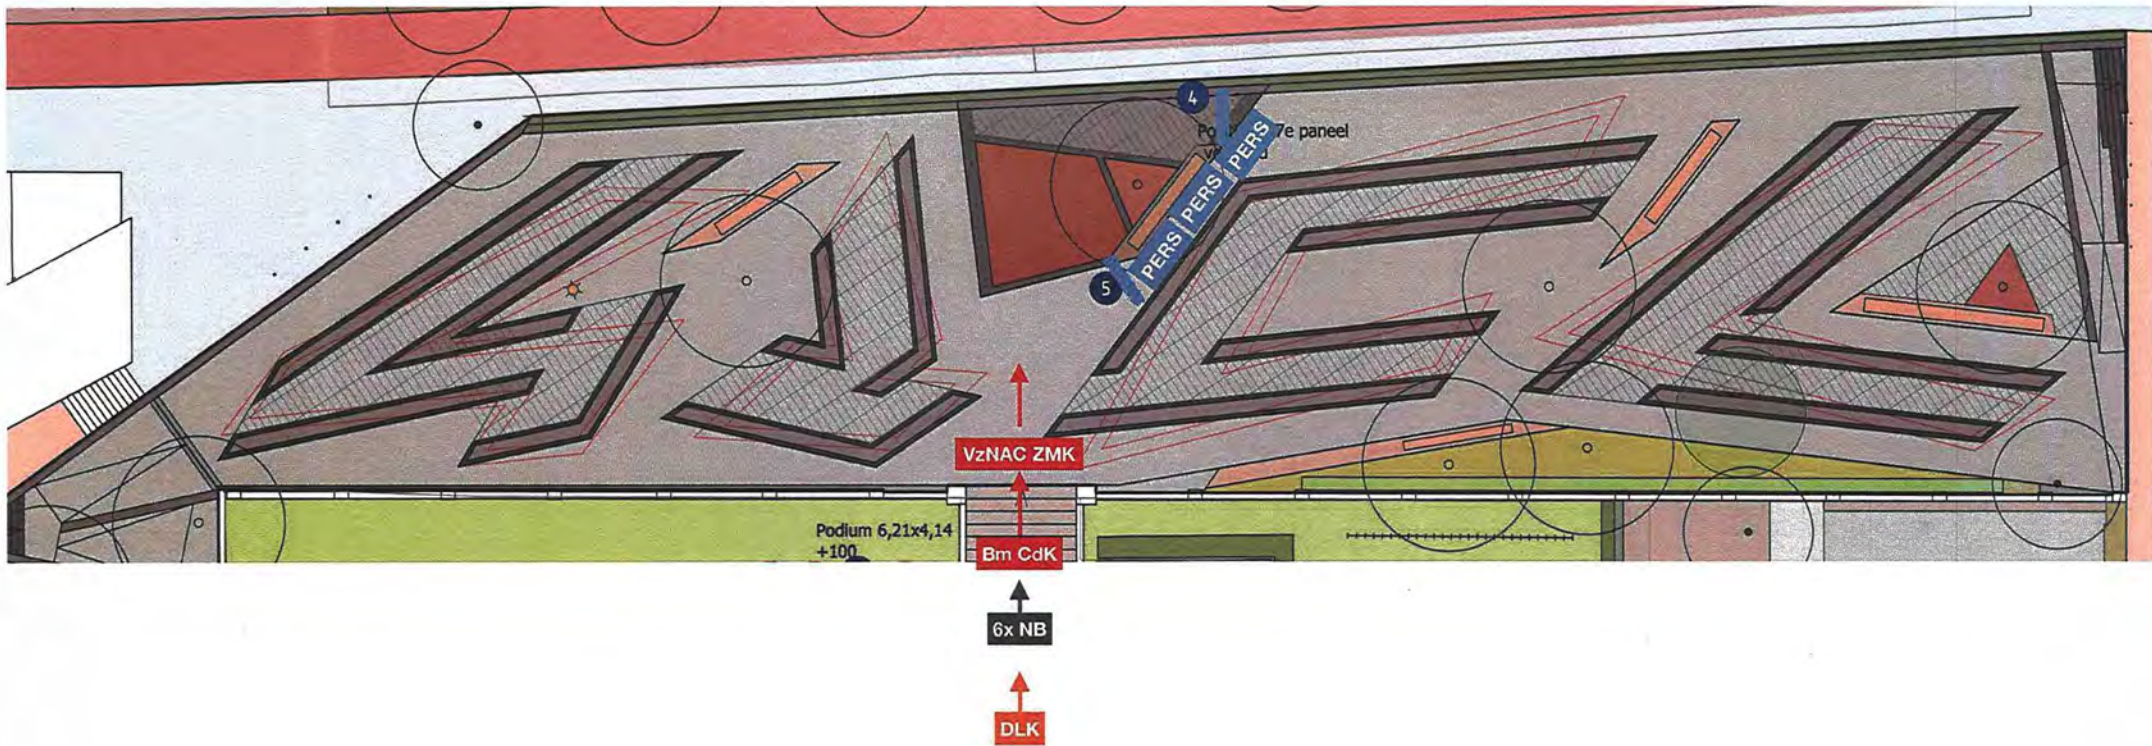 4
7e paneel
PERS
PERS
PERS
5
VzNAC ZMK
Podium 6,21x4,14
+100
Bm CdK
6x NB
DLK